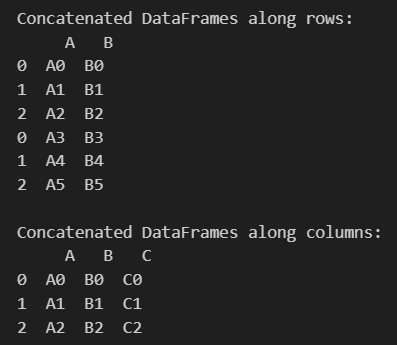 Concatenated DataFrames along rows:
    A   B
0  A0  B0
1  A1  B1
2  A2  B2
0  A3  B3
1  A4  B4
2  A5  B5

Concatenated DataFrames along columns:
    A   B   C
0  A0  B0  C0
1  A1  B1  C1
2  A2  B2  C2